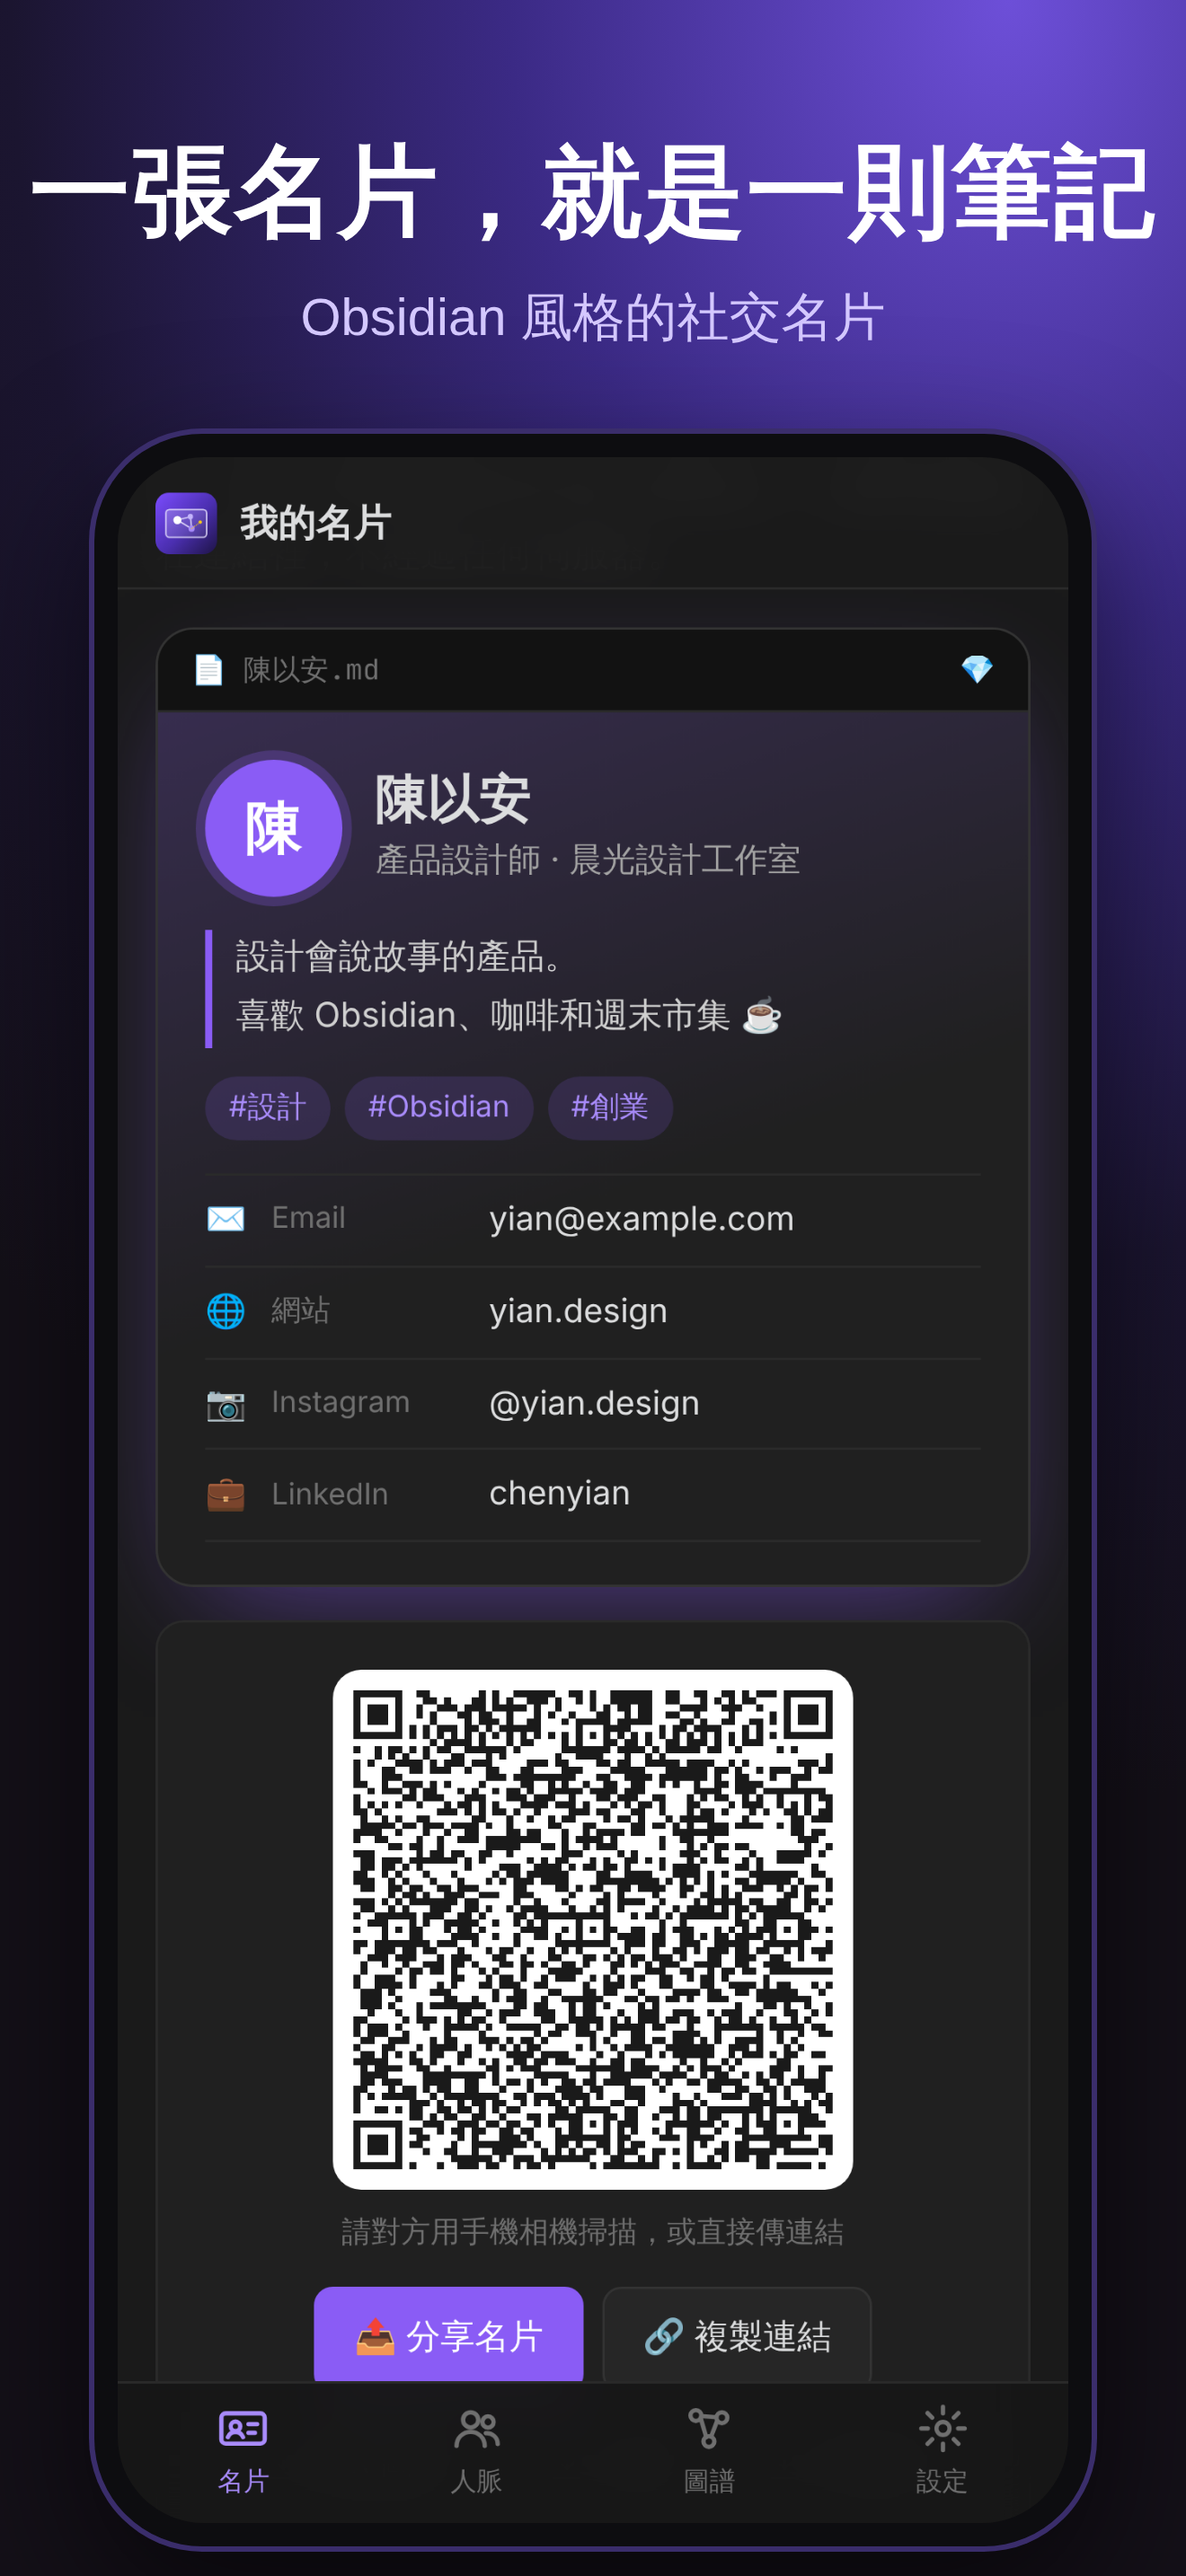 一張名片，就是一則筆記
Obsidian 風格的社交名片
我的名片
陳以安.md
陳
陳以安
產品設計師 · 晨光設計工作室
設計會說故事的產品。
喜歡 Obsidian、咖啡和週末市集 ☕
#設計 #Obsidian #創業
Email yian@example.com
網站 yian.design
Instagram @yian.design
LinkedIn chenyian
請對方用手機相機掃描，或直接傳連結
分享名片 複製連結
名片 人脈 圖譜 設定